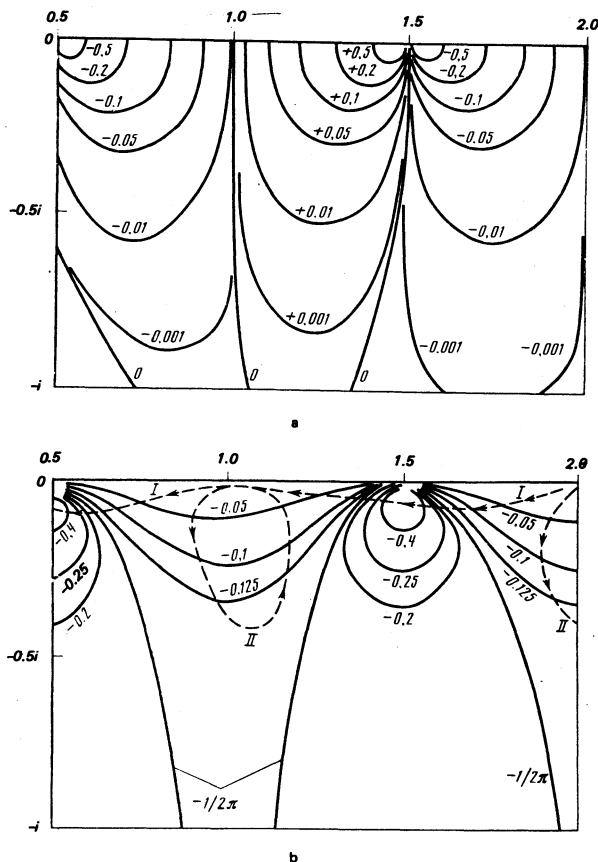 0.5 1.0 1.5 2.0
0
-0.5 +0.5 -0.5
-0.2 +0.2 -0.2
-0.1 +0.1 -0.1
-0.05 +0.05 -0.05
-0.5i
-0.01 +0.01 -0.01
-0.001 +0.001 -0.001 -0.001
0 0 0
-i
a
0.5 1.0 1.5 2.0
0
I I I
-0.05 -0.05
-0.4 -0.1 -0.4 -0.1
-0.25 -0.125 -0.25 -0.125
-0.2 -0.2
II II
-0.5i
-1/2π -1/2π
-i
b